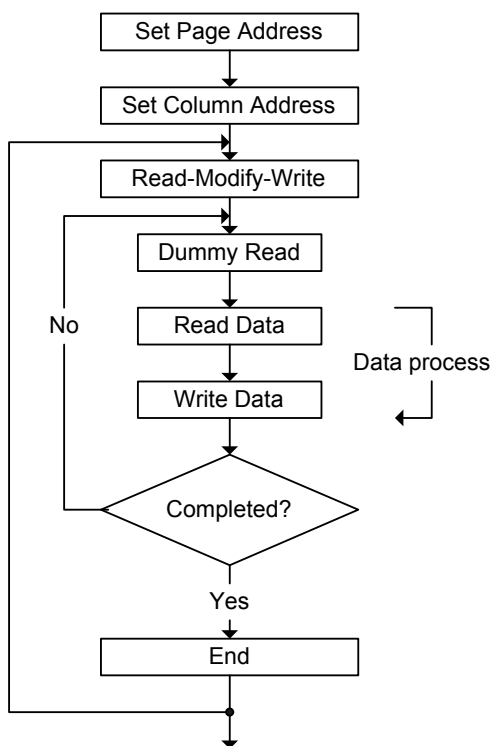 Set Page Address
Set Column Address
Read-Modify-Write
Dummy Read
No
Read Data
Data process
Write Data
Completed?
Yes
End